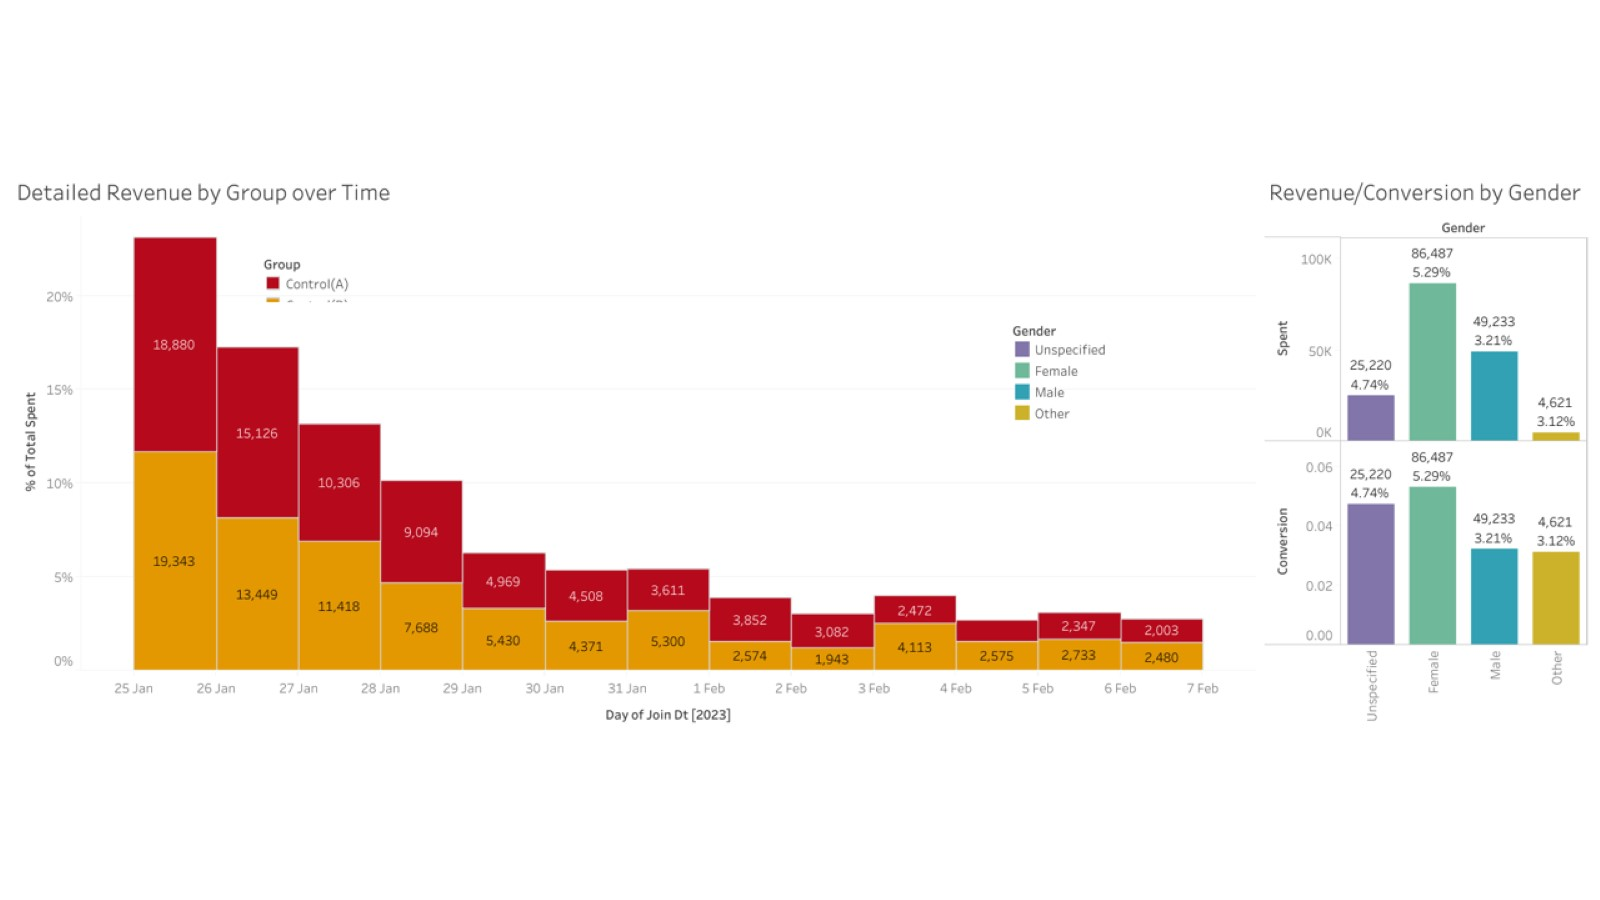 Detailed Revenue by Group over Time
Revenue/Conversion by Gender
Group
Control(A)
Gender
Unspecified
Female
Male
Other
% of Total Spent
20%
15%
10%
5%
0%
18,880
15,126
10,306
9,094
4,969
4,508
3,611
3,852
3,082
2,472
2,347
2,003
19,343
13,449
11,418
7,688
5,430
4,371
5,300
2,574
1,943
4,113
2,575
2,733
2,480
25 Jan 26 Jan 27 Jan 28 Jan 29 Jan 30 Jan 31 Jan 1 Feb 2 Feb 3 Feb 4 Feb 5 Feb 6 Feb 7 Feb
Day of Join Dt [2023]
Gender
Spent
100K
50K
0K
25,220
4.74%
86,487
5.29%
49,233
3.21%
4,621
3.12%
Conversion
0.06
0.04
0.02
0.00
25,220
4.74%
86,487
5.29%
49,233
3.21%
4,621
3.12%
Unspecified
Female
Male
Other